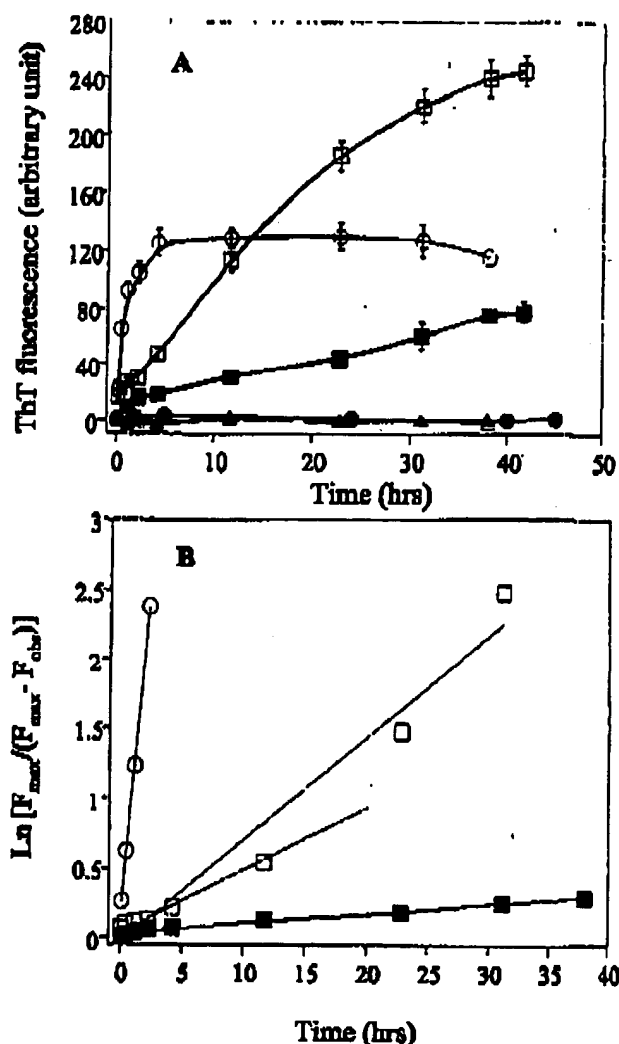 280
240
200
160
120
80
40
0
A
ThT fluorescence (arbitrary unit)
0 10 20 30 40 50
Time (hrs)
3
2.5
2
1.5
1
0.5
0
B
Ln [Fmax/(Fmax - Fobs)]
0 5 10 15 20 25 30 35 40
Time (hrs)